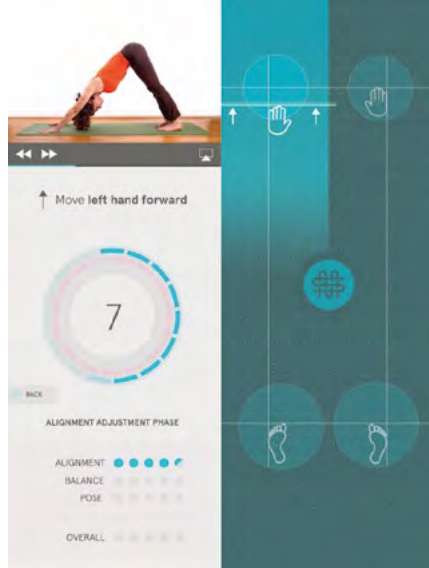 Move left hand forward
7
BACK
ALIGNMENT ADJUSTMENT PHASE
ALIGNMENT
BALANCE
POSE
OVERALL